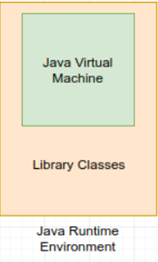 Java Virtual
Machine
Library Classes
Java Runtime
Environment